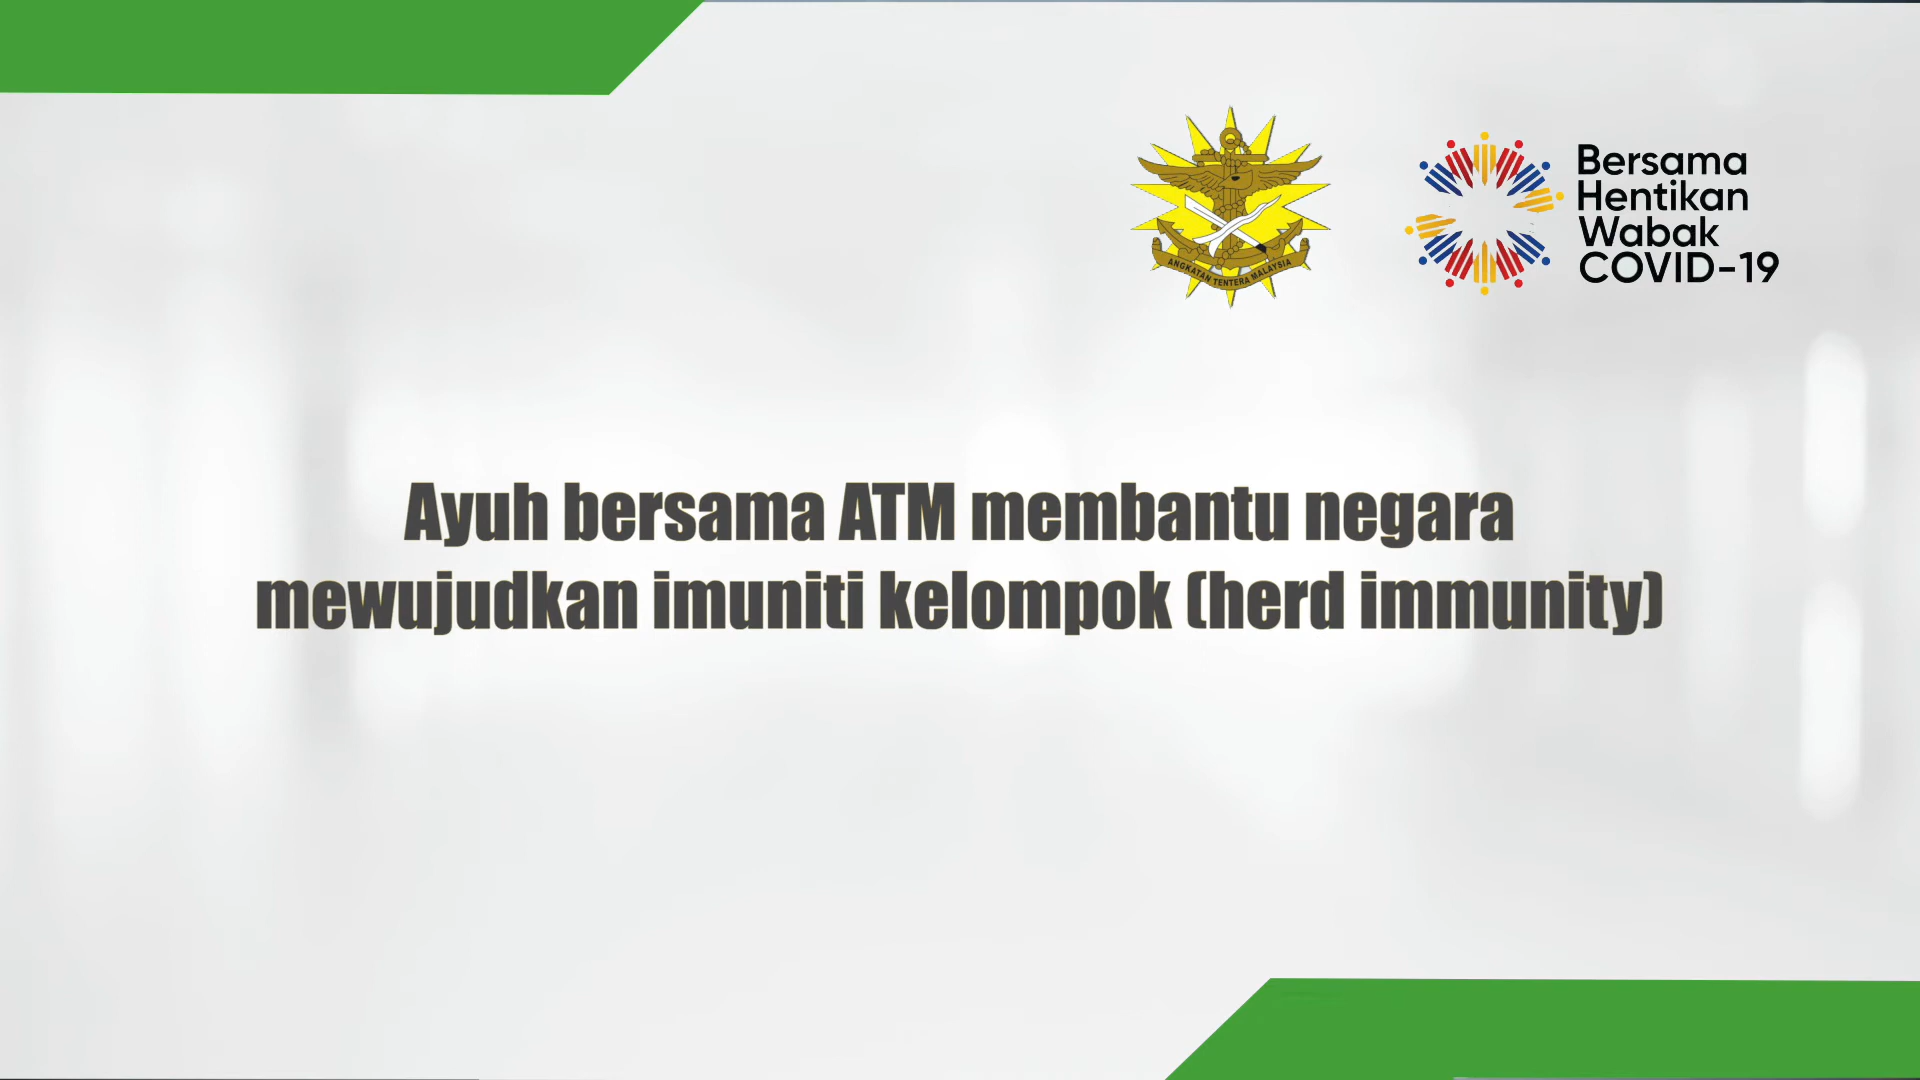 ANGKATAN TENTERA MALAYSIA
Bersama
Hentikan
Wabak
COVID-19
Ayuh bersama ATM membantu negara
mewujudkan imuniti kelompok (herd immunity)